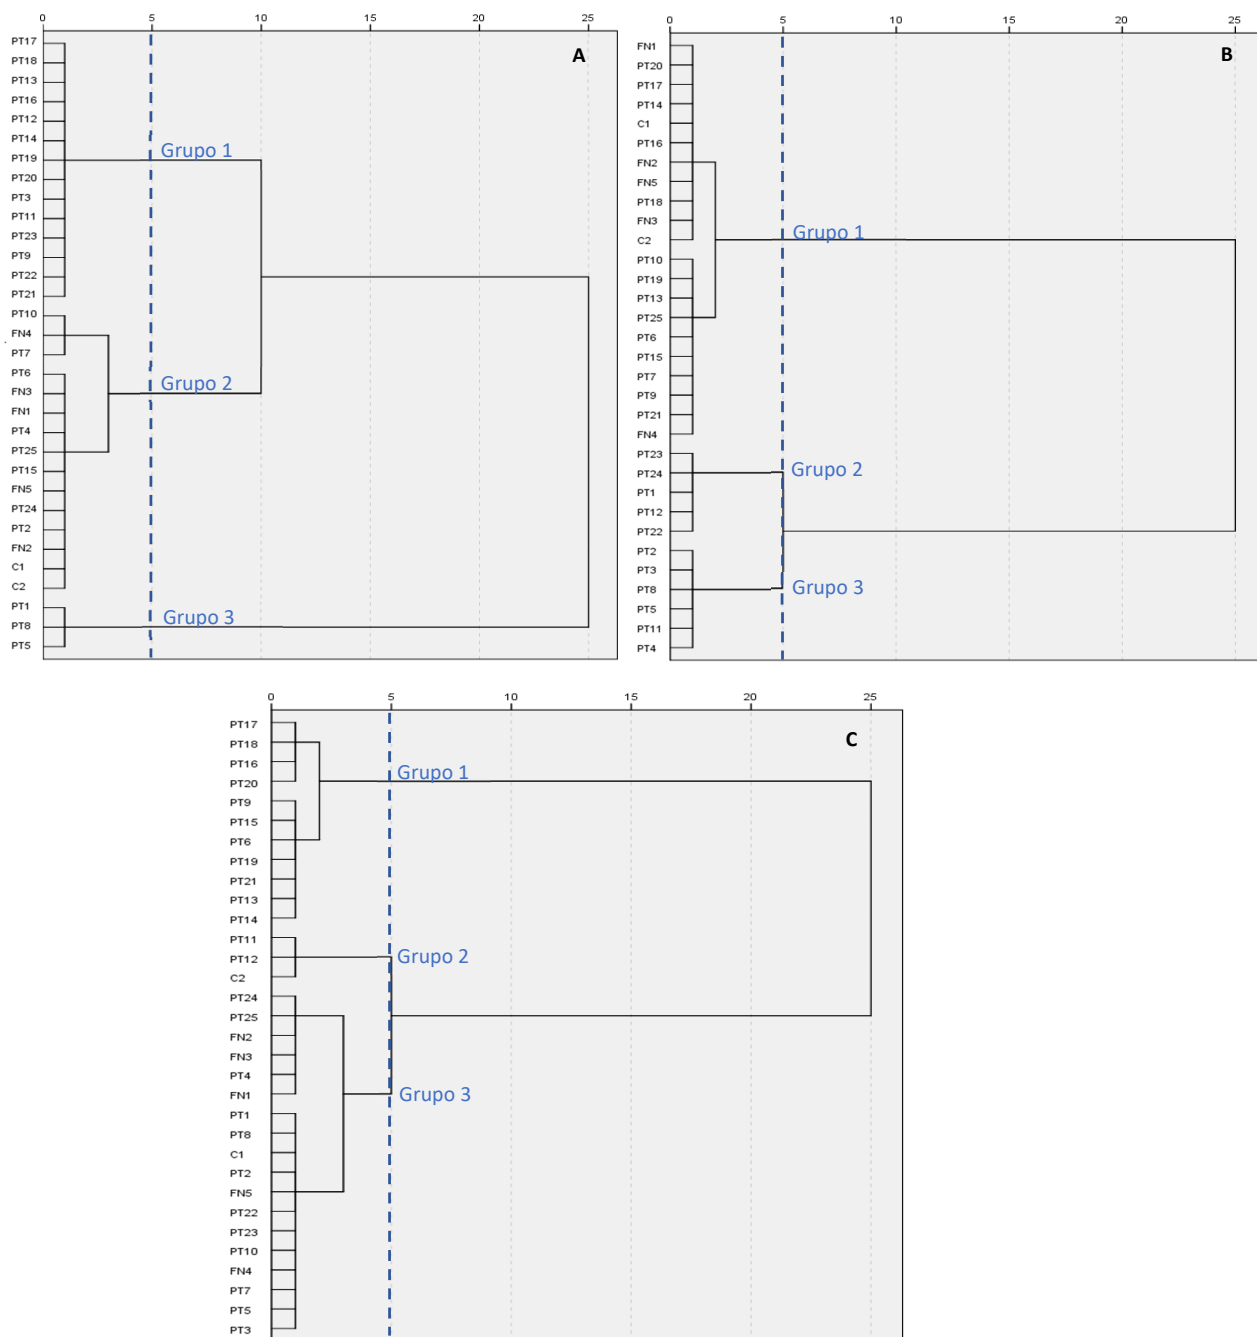 0 5 10 15 20 25
A
PT17
PT18
PT13
PT16
PT12
PT14
PT19
Grupo 1
PT20
PT3
PT11
PT23
PT9
PT22
PT21
PT10
FN4
PT7
PT6
Grupo 2
FN3
FN1
PT4
PT25
PT15
FN5
PT24
PT2
FN2
C1
C2
PT1
Grupo 3
PT8
PT5
0 5 10 15 20 25
B
FN1
PT20
PT17
PT14
C1
PT16
FN2
FN5
PT18
FN3
Grupo 1
C2
PT10
PT19
PT13
PT25
PT6
PT15
PT7
PT9
PT21
FN4
PT23
Grupo 2
PT24
PT1
PT12
PT22
PT2
PT3
Grupo 3
PT8
PT5
PT11
PT4
0 5 10 15 20 25
C
PT17
PT18
PT16
Grupo 1
PT20
PT9
PT15
PT6
PT19
PT21
PT13
PT14
PT11
Grupo 2
PT12
C2
PT24
PT25
FN2
FN3
PT4
FN1
Grupo 3
PT1
PT8
C1
PT2
FN5
PT22
PT23
PT10
FN4
PT7
PT5
PT3